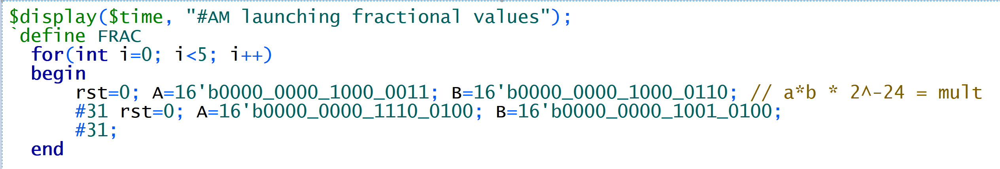 $display($time, "#AM launching fractional values");
`define FRAC
for(int i=0; i<5; i++)
begin
rst=0; A=16'b0000_0000_1000_0011; B=16'b0000_0000_1000_0110; // a*b * 2^-24 = mult
#31 rst=0; A=16'b0000_0000_1110_0100; B=16'b0000_0000_1001_0100;
#31;
end